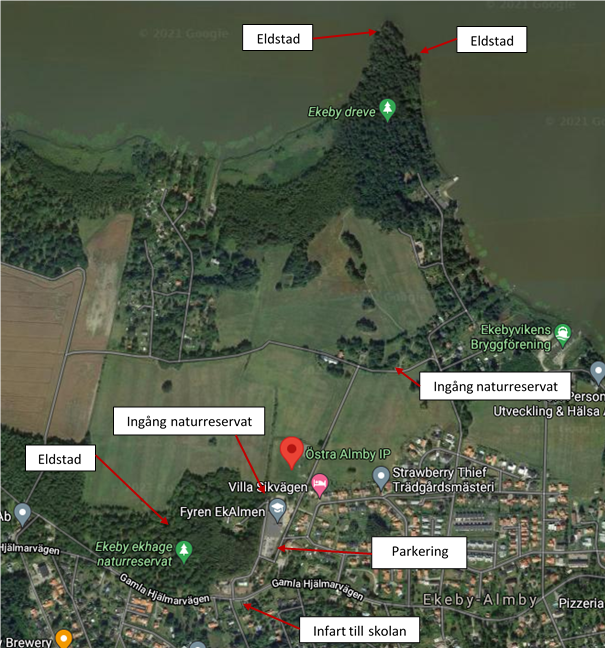 © 2021 Google
© 2021 Google
Eldstad
Eldstad
Ekeby dreve
© 2021 G
Google
Ekebyvikens
Bryggförening
Ingång naturreservat
Person
Utveckling & Hälsa A
Ingång naturreservat
Eldstad
Östra Almby IP
Strawberry Thief
Trädgårdsmästeri
Villa Sikvägen
Fyren EkAlmen
Ab
Hjälmarvägen
Ekeby ekhage
naturreservat
Parkering
Gamla Hjälmarvägen
Gamla Hjälmarvägen
Ekeby-Almby
Pizzeria
Infart till skolan
y Brewery